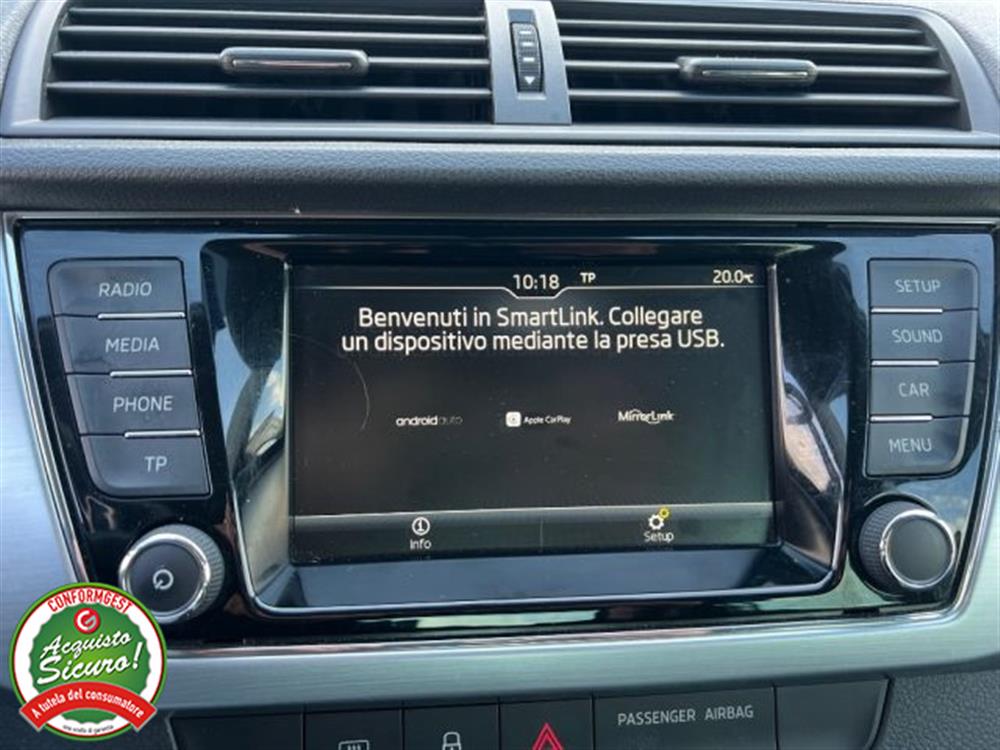 10:18 TP 20.0°C
Benvenuti in SmartLink. Collegare
un dispositivo mediante la presa USB.
androidauto Apple CarPlay MirrorLink
Info Setup
RADIO
MEDIA
PHONE
TP
SETUP
SOUND
CAR
MENU
PASSENGER AIRBAG
CONFORMGEST
Acquisto
Sicuro!
A tutela del consumatore